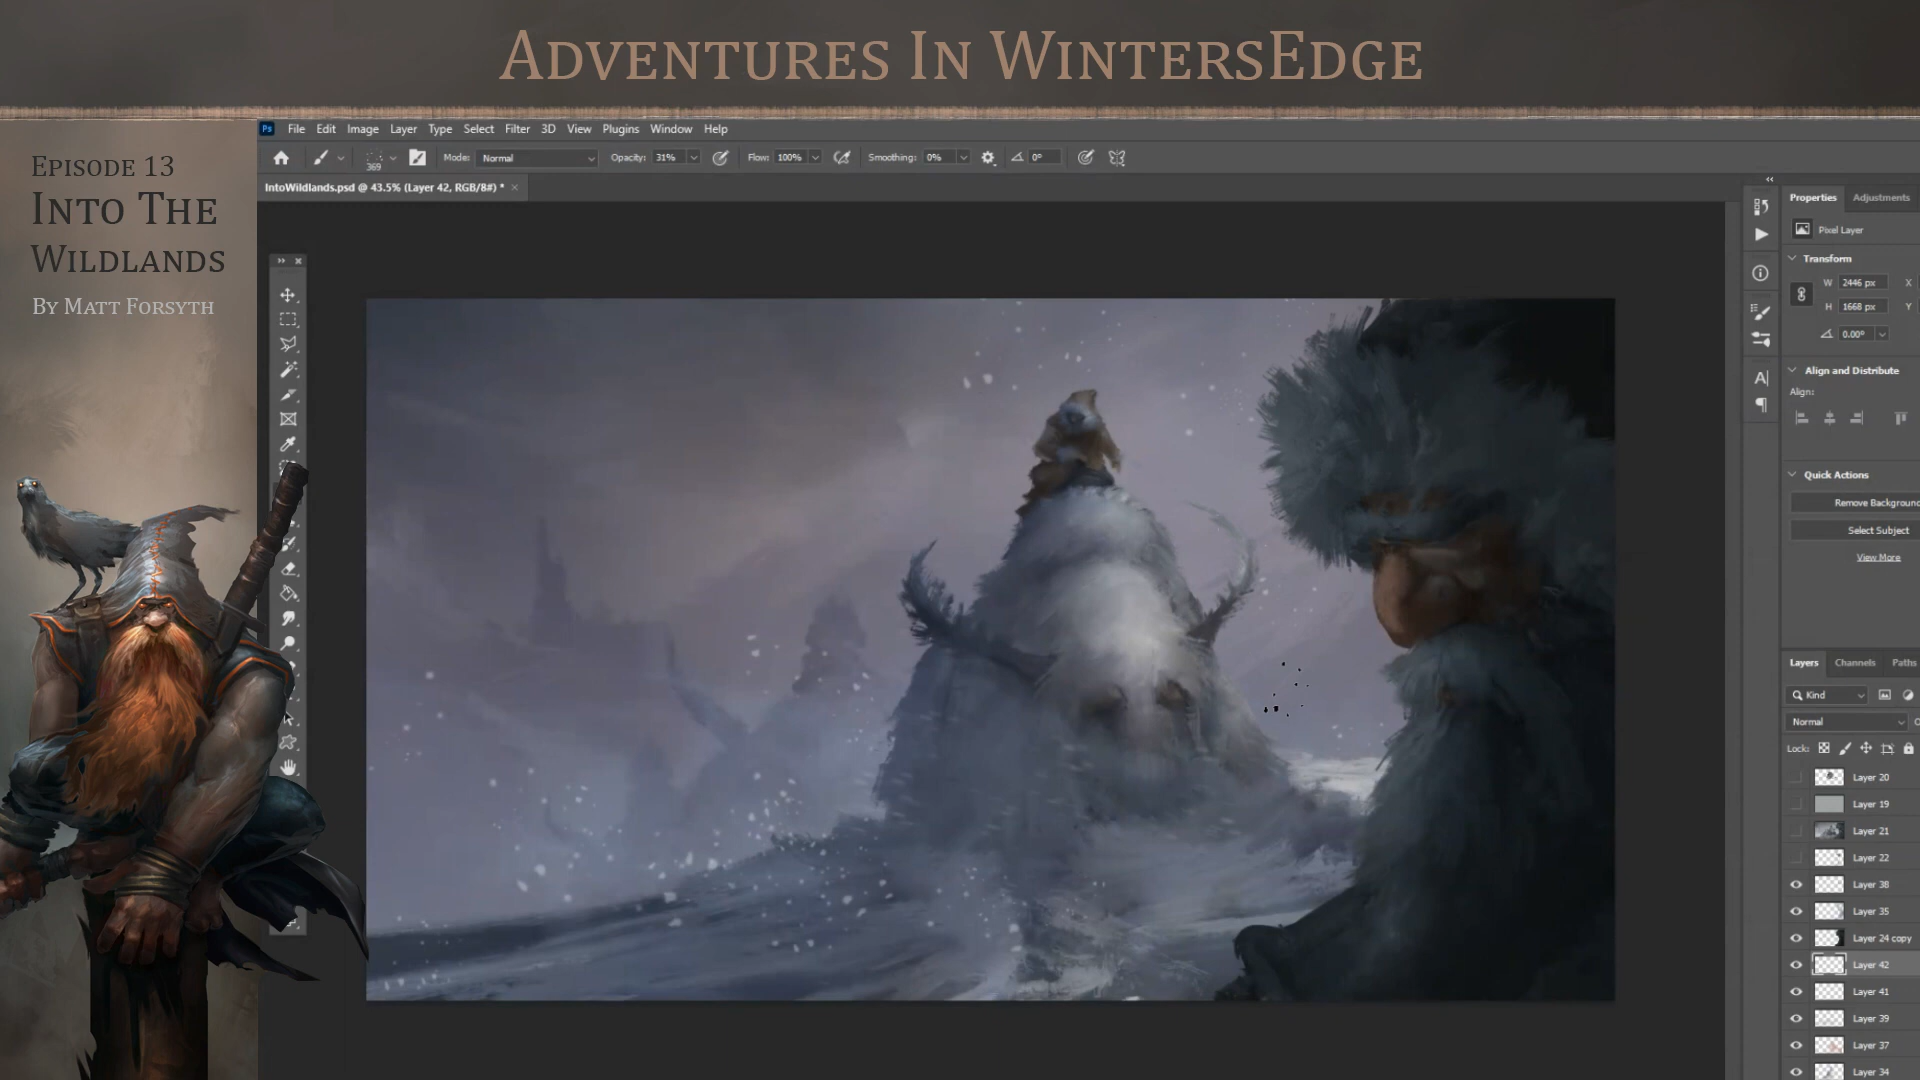 Adventures In WintersEdge
Episode 13
Into The
Wildlands
By Matt Forsyth
Ps File Edit Image Layer Type Select Filter 3D View Plugins Window Help
369 Mode: Normal Opacity: 31% Flow: 100% Smoothing: 0% 0°
IntoWildlands.psd @ 43.5% (Layer 42, RGB/8#) * ×
Properties Adjustments
Pixel Layer
Transform
W 2446 px X
H 1668 px Y
0.00°
Align and Distribute
Align:
Quick Actions
Remove Background
Select Subject
View More
Layers Channels Paths
Kind
Normal
Lock:
Layer 20
Layer 19
Layer 21
Layer 22
Layer 38
Layer 35
Layer 24 copy
Layer 42
Layer 41
Layer 39
Layer 37
Layer 34